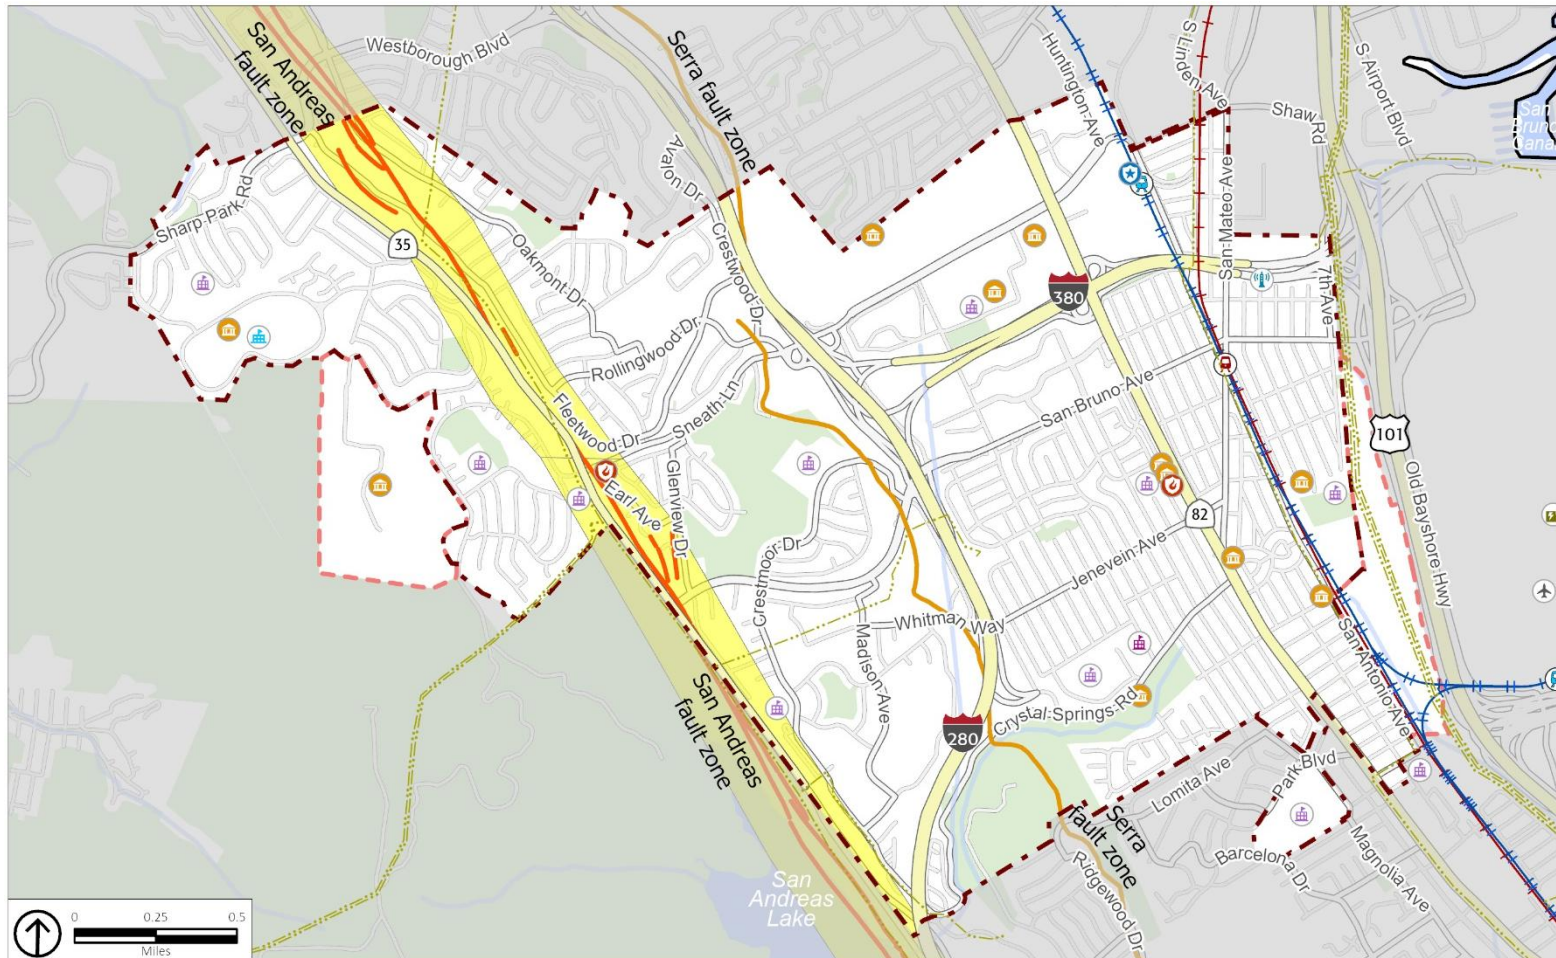 Westborough Blvd
San Andreas
fault zone
Serra fault zone
Huntington Ave
S Linden Ave
S Airport Blvd
Shaw Rd
San
Bruno
Cana
Sharp Park Rd
Avalon Dr
San Mateo Ave
35
Oakmont Dr
Crestwood Dr
7th Ave
380
Rollingwood Dr
San Bruno Ave
Fleetwood Dr
Sneath Ln
101
Earl Ave
Glenview Dr
Old Bayshore Hwy
82
Crestmoor Dr
Jenevein Ave
Whitman Way
Madison Ave
San Antonio Ave
San Andreas
fault zone
Crystal Springs Rd
280
Lomita Ave
Park Blvd
Serra
fault zone
Ridgewood Dr
Barcelona Dr
Magnolia Ave
San
Andreas
Lake
0 0.25 0.5
Miles